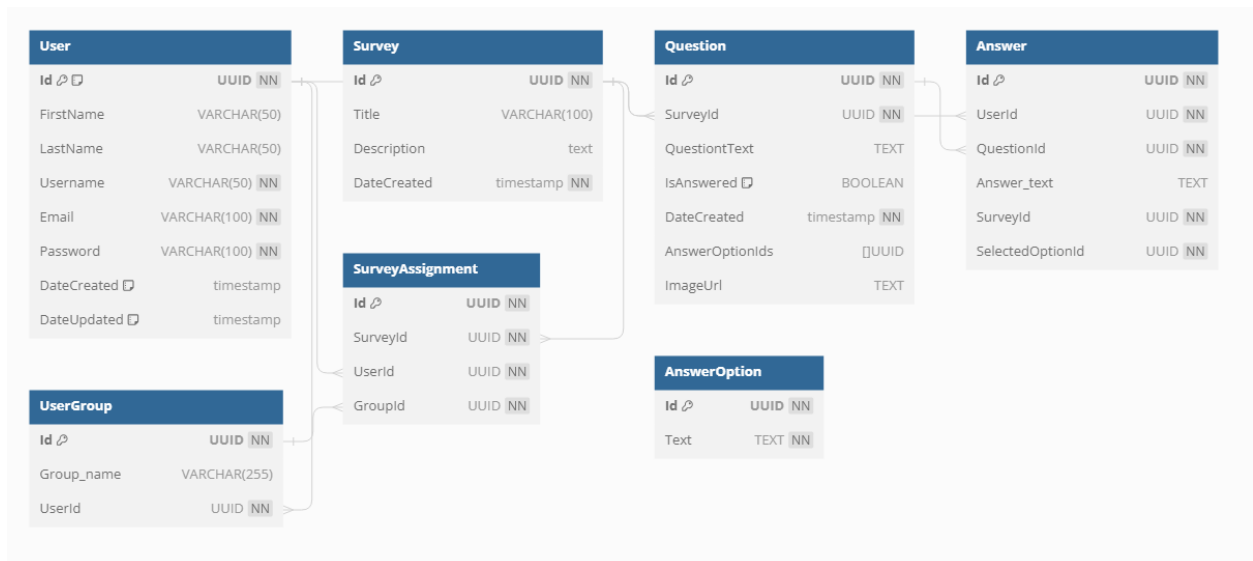 User
Id UUID NN
FirstName VARCHAR(50)
LastName VARCHAR(50)
Username VARCHAR(50) NN
Email VARCHAR(100) NN
Password VARCHAR(100) NN
DateCreated timestamp
DateUpdated timestamp
UserGroup
Id UUID NN
Group_name VARCHAR(255)
UserId UUID NN
Survey
Id UUID NN
Title VARCHAR(100)
Description text
DateCreated timestamp NN
SurveyAssignment
Id UUID NN
SurveyId UUID NN
UserId UUID NN
GroupId UUID NN
Question
Id UUID NN
SurveyId UUID NN
QuestiontText TEXT
IsAnswered BOOLEAN
DateCreated timestamp NN
AnswerOptionIds []UUID
ImageUrl TEXT
AnswerOption
Id UUID NN
Text TEXT NN
Answer
Id UUID NN
UserId UUID NN
QuestionId UUID NN
Answer_text TEXT
SurveyId UUID NN
SelectedOptionId UUID NN